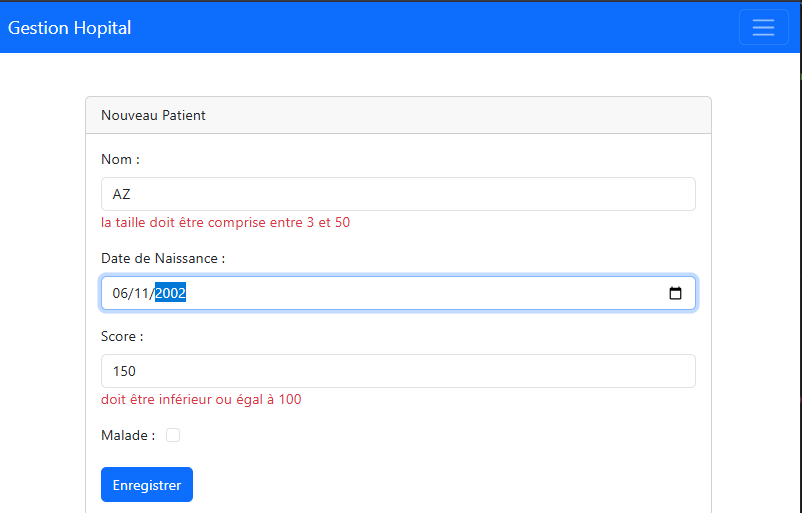 Gestion Hopital
Nouveau Patient
Nom :
AZ
la taille doit être comprise entre 3 et 50
Date de Naissance :
06/11/2002
Score :
150
doit être inférieur ou égal à 100
Malade :
Enregistrer